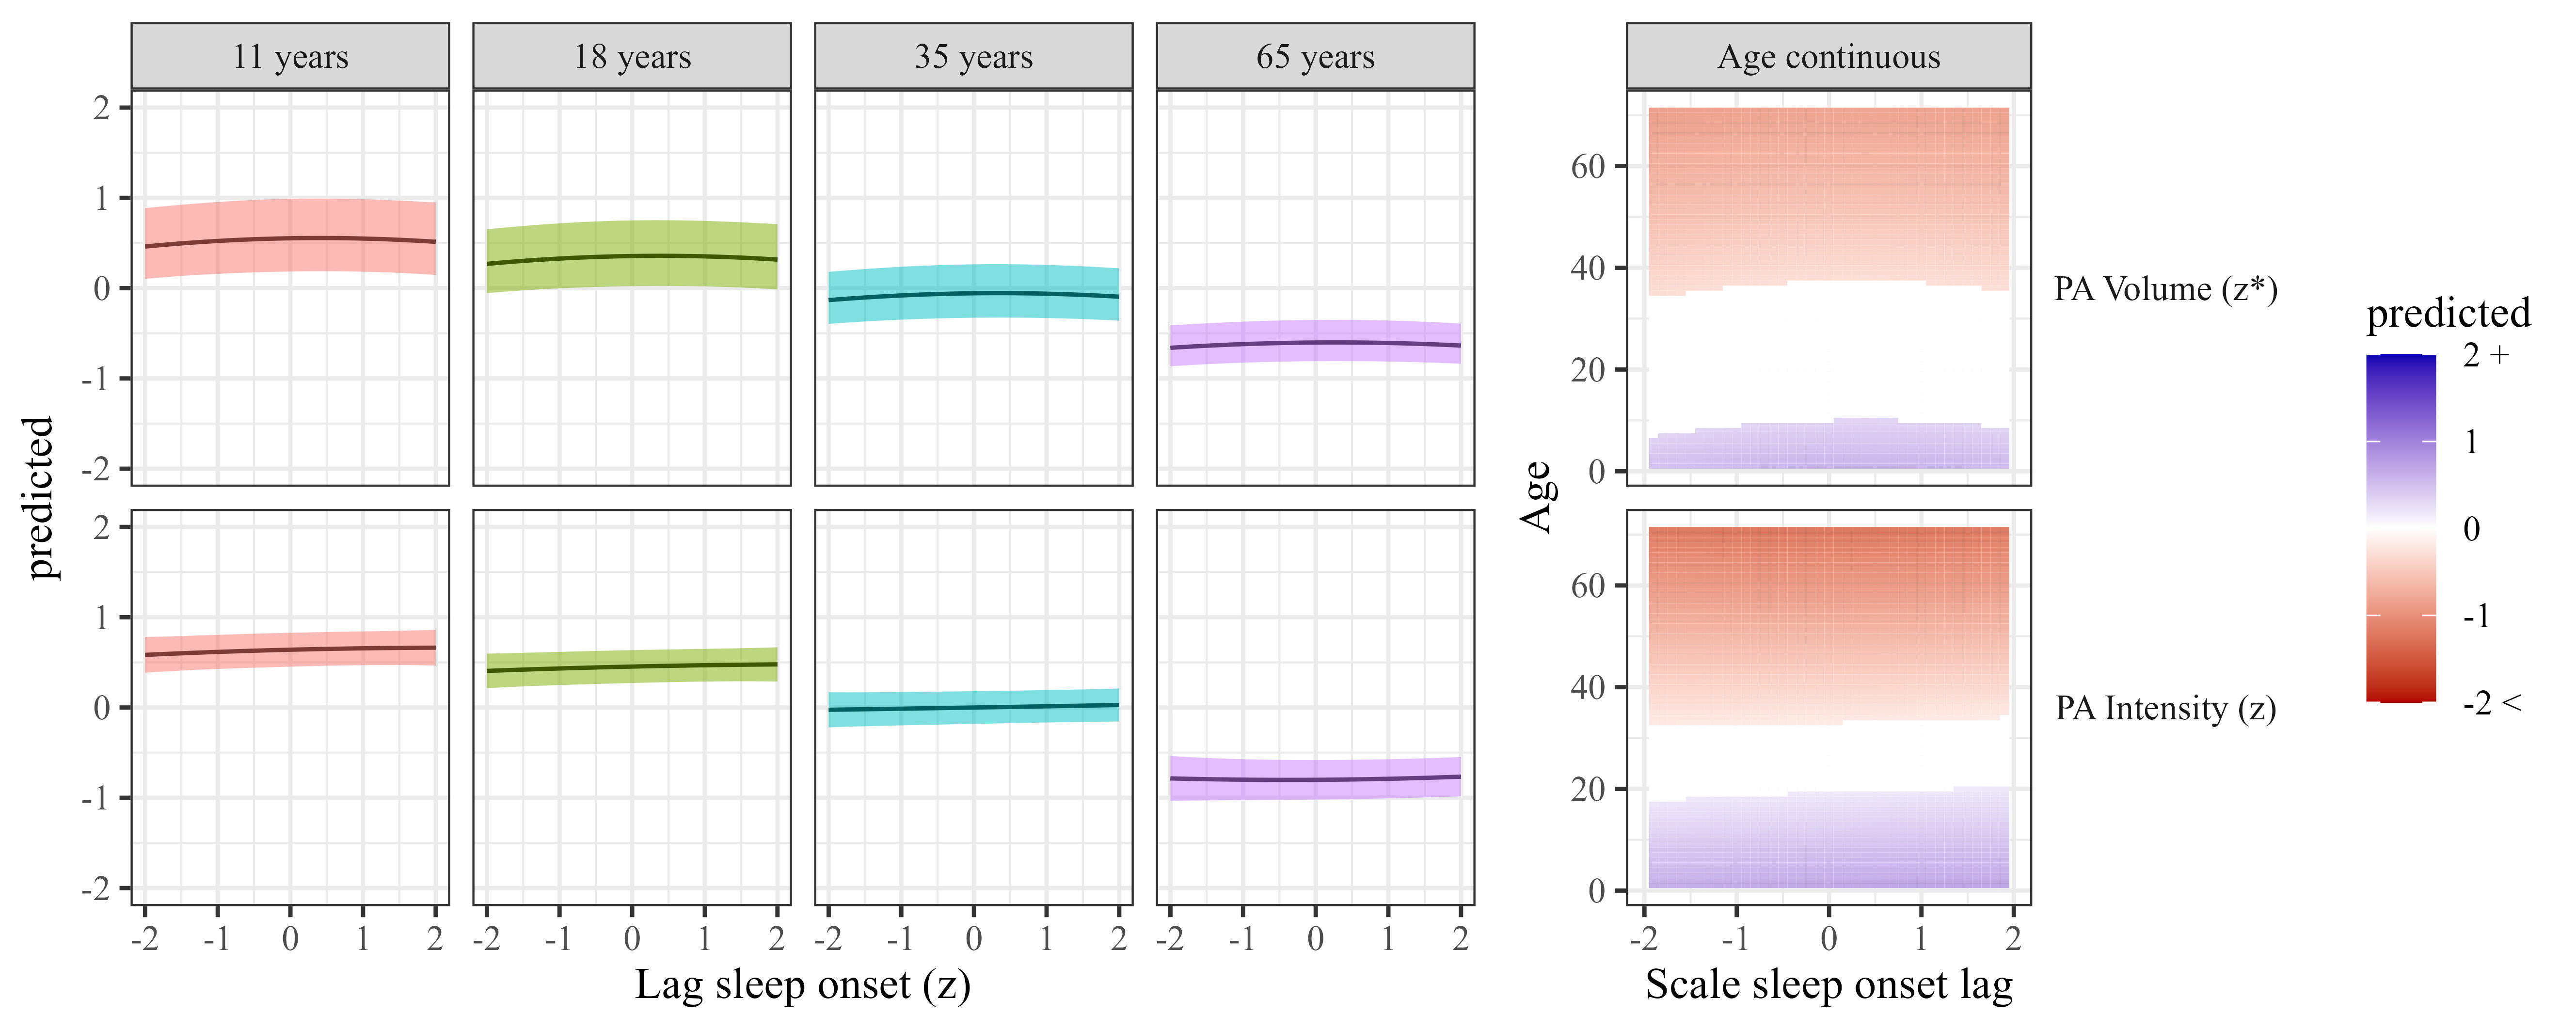 11 years
18 years
35 years
65 years
Age continuous
2
1
0
-1
-2
60
40
20
0
PA Volume (z*)
predicted
2 +
1
0
-1
-2 <
predicted
Age
2
1
0
-1
-2
60
40
20
0
PA Intensity (z)
-2 -1 0 1 2
-2 -1 0 1 2
-2 -1 0 1 2
-2 -1 0 1 2
-2 -1 0 1 2
Lag sleep onset (z)
Scale sleep onset lag